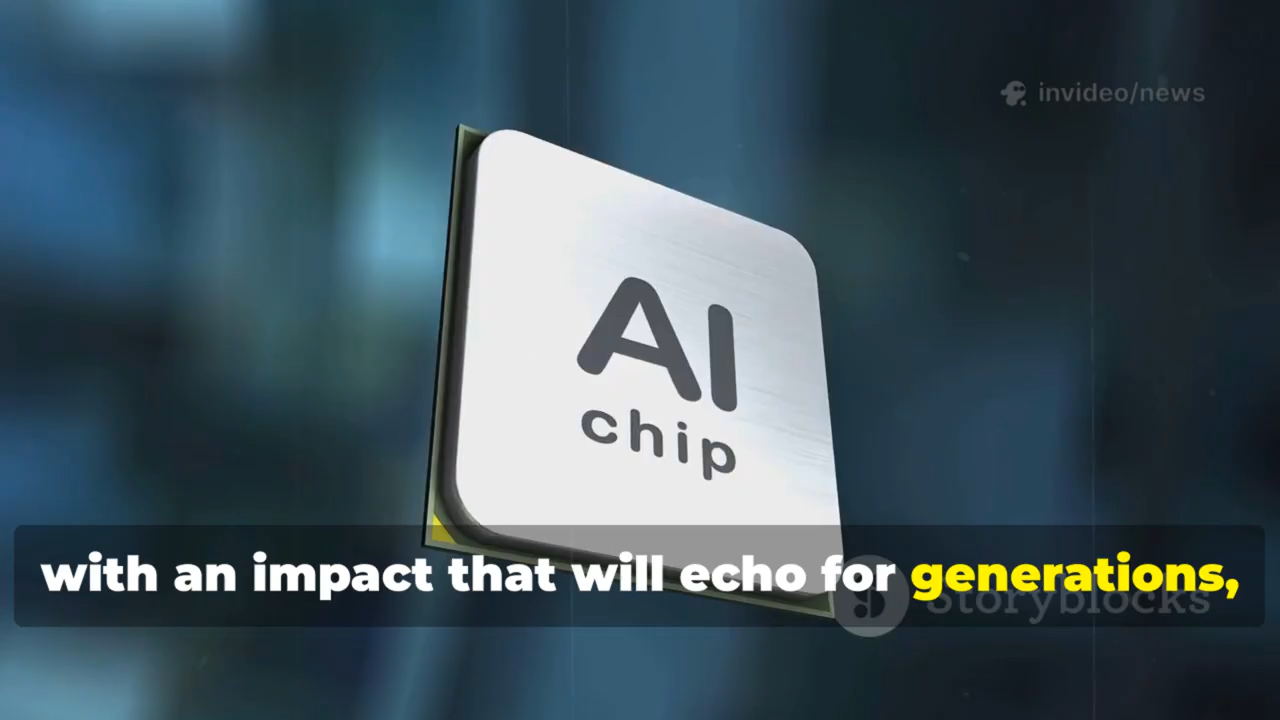 invideo/news
AI
chip
with an impact that will echo for generations,
Storyblocks